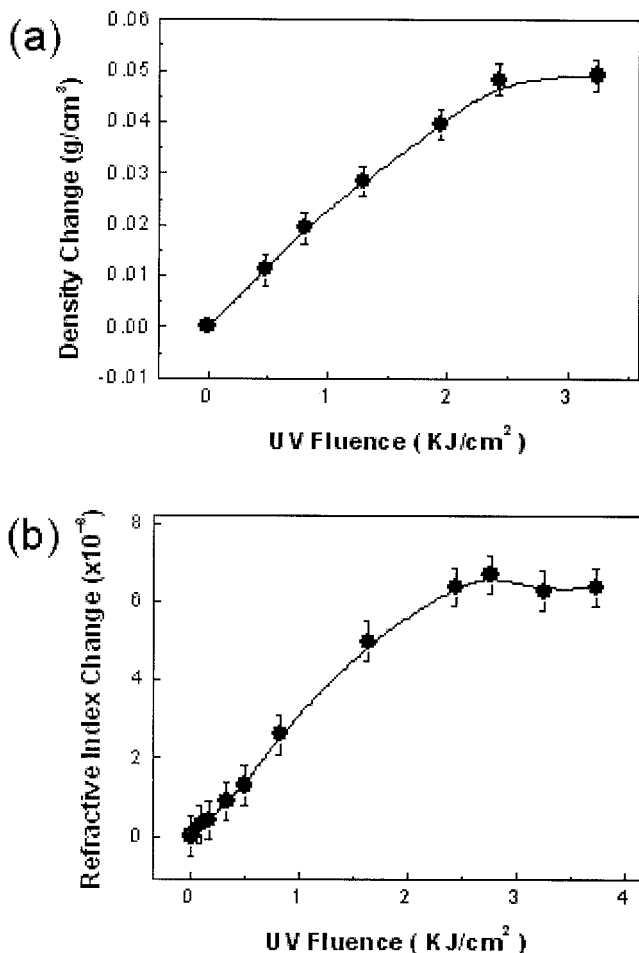 (a)
0.06
0.05
0.04
0.03
0.02
0.01
0.00
-0.01
Density Change (g/cm³)
0 1 2 3
UV Fluence ( KJ/cm² )
(b)
8
6
4
2
0
Refractive Index Change
0 1 2 3 4
UV Fluence ( KJ/cm² )